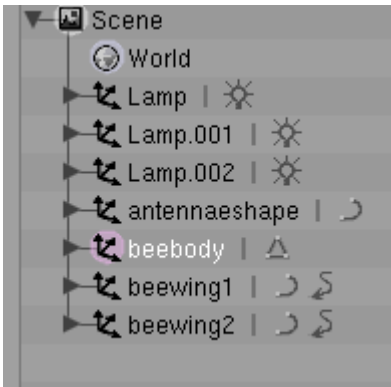 Scene
World
Lamp |
Lamp.001 |
Lamp.002 |
antennaeshape |
beebody |
beewing1 |
beewing2 |